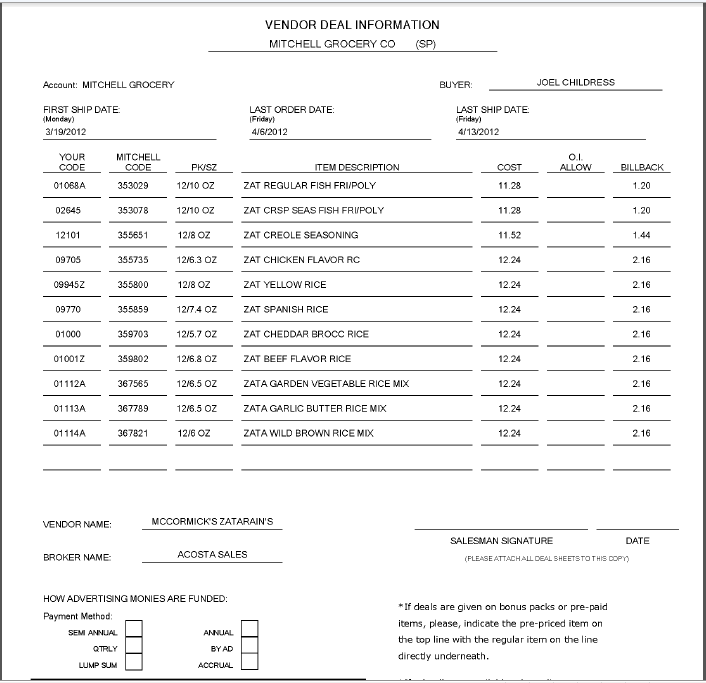 VENDOR DEAL INFORMATION
MITCHELL GROCERY CO (SP)
Account: MITCHELL GROCERY BUYER: JOEL CHILDRESS
FIRST SHIP DATE: LAST ORDER DATE: LAST SHIP DATE:
(Monday) (Friday) (Friday)
3/19/2012 4/6/2012 4/13/2012
YOUR MITCHELL O.I.
CODE CODE PK/SZ ITEM DESCRIPTION COST ALLOW BILLBACK
01068A 353029 12/10 OZ ZAT REGULAR FISH FRI/POLY 11.28 1.20
02645 353078 12/10 OZ ZAT CRSP SEAS FISH FRI/POLY 11.28 1.20
12101 355651 12/8 OZ ZAT CREOLE SEASONING 11.52 1.44
09705 355735 12/6.3 OZ ZAT CHICKEN FLAVOR RC 12.24 2.16
09945Z 355800 12/8 OZ ZAT YELLOW RICE 12.24 2.16
09770 355859 12/7.4 OZ ZAT SPANISH RICE 12.24 2.16
01000 359703 12/5.7 OZ ZAT CHEDDAR BROCC RICE 12.24 2.16
01001Z 359802 12/6.8 OZ ZAT BEEF FLAVOR RICE 12.24 2.16
01112A 367565 12/6.5 OZ ZATA GARDEN VEGETABLE RICE MIX 12.24 2.16
01113A 367789 12/6.5 OZ ZATA GARLIC BUTTER RICE MIX 12.24 2.16
01114A 367821 12/6 OZ ZATA WILD BROWN RICE MIX 12.24 2.16
VENDOR NAME: MCCORMICK'S ZATARAIN'S
SALESMAN SIGNATURE DATE
BROKER NAME: ACOSTA SALES
(PLEASE ATTACH ALL DEAL SHEETS TO THIS COPY)
HOW ADVERTISING MONIES ARE FUNDED:
Payment Method:
SEMI ANNUAL ANNUAL
QTRLY BY AD
LUMP SUM ACCRUAL
*If deals are given on bonus packs or pre-paid
items, please, indicate the pre-priced item on
the top line with the regular item on the line
directly underneath.